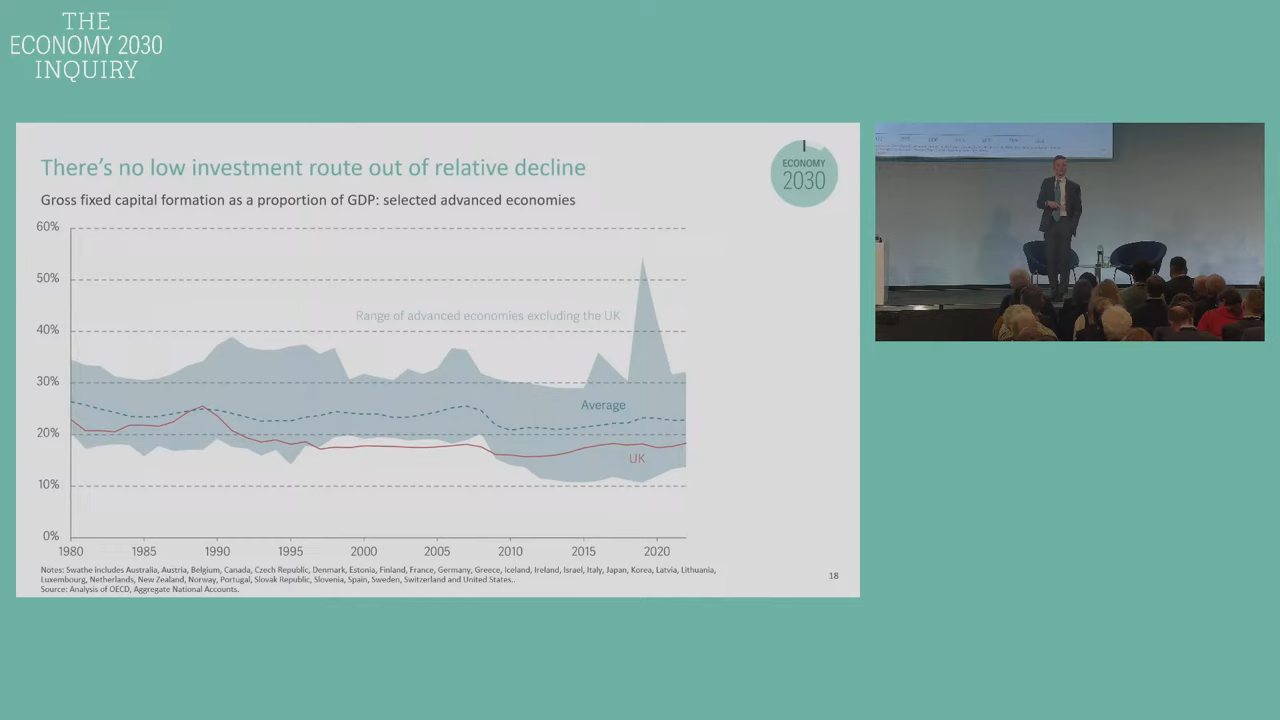 THE
ECONOMY 2030
INQUIRY
There's no low investment route out of relative decline
ECONOMY
2030
Gross fixed capital formation as a proportion of GDP: selected advanced economies
60%
50%
Range of advanced economies excluding the UK
40%
30%
Average
20%
UK
10%
0%
1980 1985 1990 1995 2000 2005 2010 2015 2020
Notes: Swathe includes Australia, Austria, Belgium, Canada, Czech Republic, Denmark, Estonia, Finland, France, Germany, Greece, Iceland, Ireland, Israel, Italy, Japan, Korea, Latvia, Lithuania,
Luxembourg, Netherlands, New Zealand, Norway, Portugal, Slovak Republic, Slovenia, Spain, Sweden, Switzerland and United States..
Source: Analysis of OECD, Aggregate National Accounts.
18